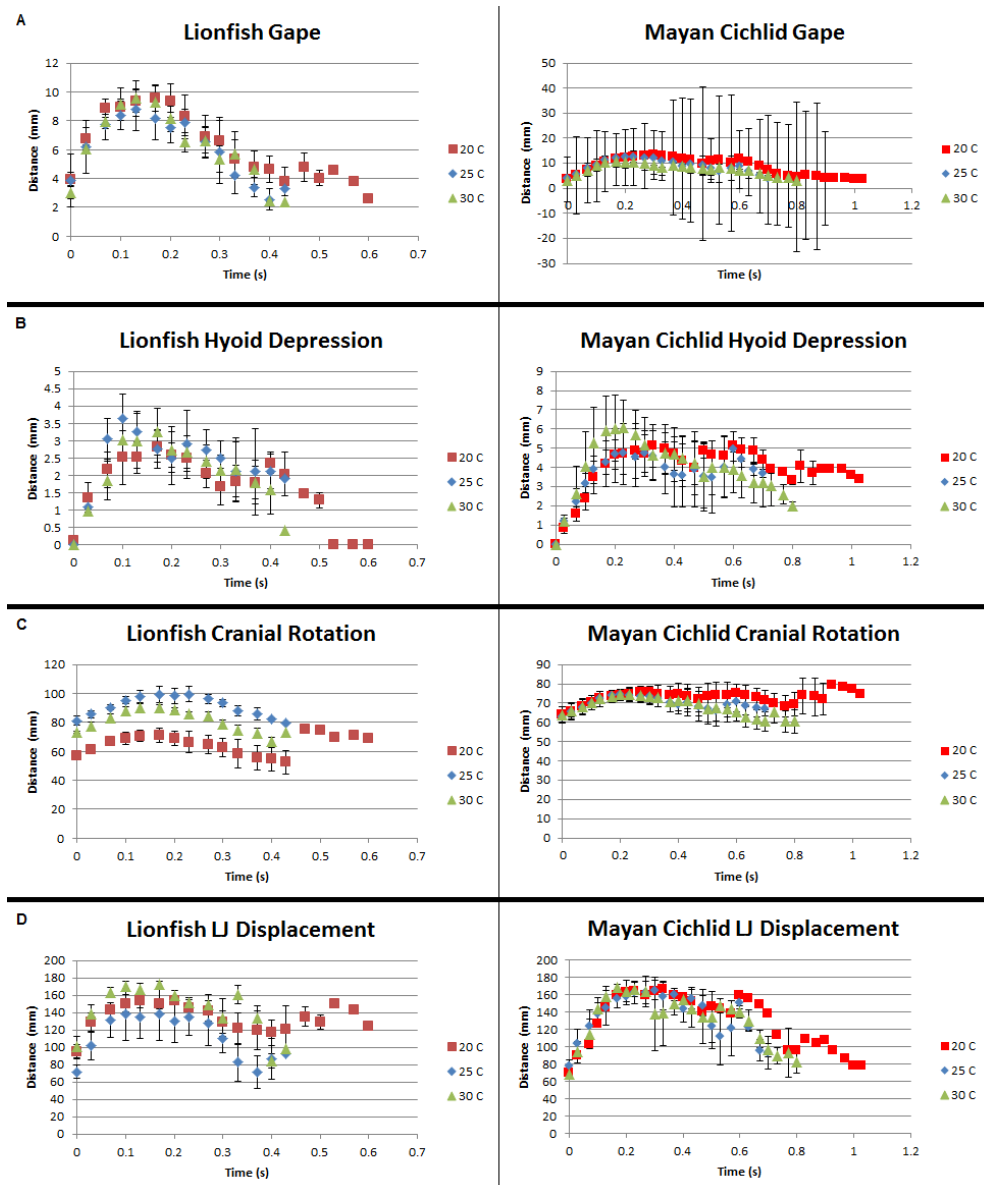 A
Lionfish Gape
Distance (mm)
12
10
8
6
4
2
0
0 0.1 0.2 0.3 0.4 0.5 0.6 0.7
Time (s)
20 C
25 C
30 C
Mayan Cichlid Gape
Distance (mm)
50
40
30
20
10
0
-10
-20
-30
0 0.2 0.4 0.6 0.8 1 1.2
Time (s)
20 C
25 C
30 C
B
Lionfish Hyoid Depression
Distance (mm)
5
4.5
4
3.5
3
2.5
2
1.5
1
0.5
0
0 0.1 0.2 0.3 0.4 0.5 0.6 0.7
Time (s)
20 C
25 C
30 C
Mayan Cichlid Hyoid Depression
Distance (mm)
9
8
7
6
5
4
3
2
1
0
0 0.2 0.4 0.6 0.8 1 1.2
Time (s)
20 C
25 C
30 C
C
Lionfish Cranial Rotation
Distance (mm)
120
100
80
60
40
20
0
0 0.1 0.2 0.3 0.4 0.5 0.6 0.7
Time (s)
20 C
25 C
30 C
Mayan Cichlid Cranial Rotation
Distance (mm)
90
80
70
60
50
40
30
20
10
0
0 0.2 0.4 0.6 0.8 1 1.2
Time (s)
20 C
25 C
30 C
D
Lionfish LJ Displacement
Distance (mm)
200
180
160
140
120
100
80
60
40
20
0
0 0.1 0.2 0.3 0.4 0.5 0.6 0.7
Time (s)
20 C
25 C
30 C
Mayan Cichlid LJ Displacement
Distance (mm)
200
180
160
140
120
100
80
60
40
20
0
0 0.2 0.4 0.6 0.8 1 1.2
Time (s)
20 C
25 C
30 C